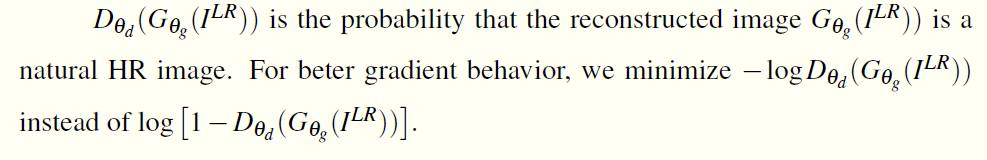 D_{θ_d}(G_{θ_g}(I^{LR})) is the probability that the reconstructed image G_{θ_g}(I^{LR})) is a
natural HR image. For beter gradient behavior, we minimize − log D_{θ_d}(G_{θ_g}(I^{LR}))
instead of log [1 − D_{θ_d}(G_{θ_g}(I^{LR}))].